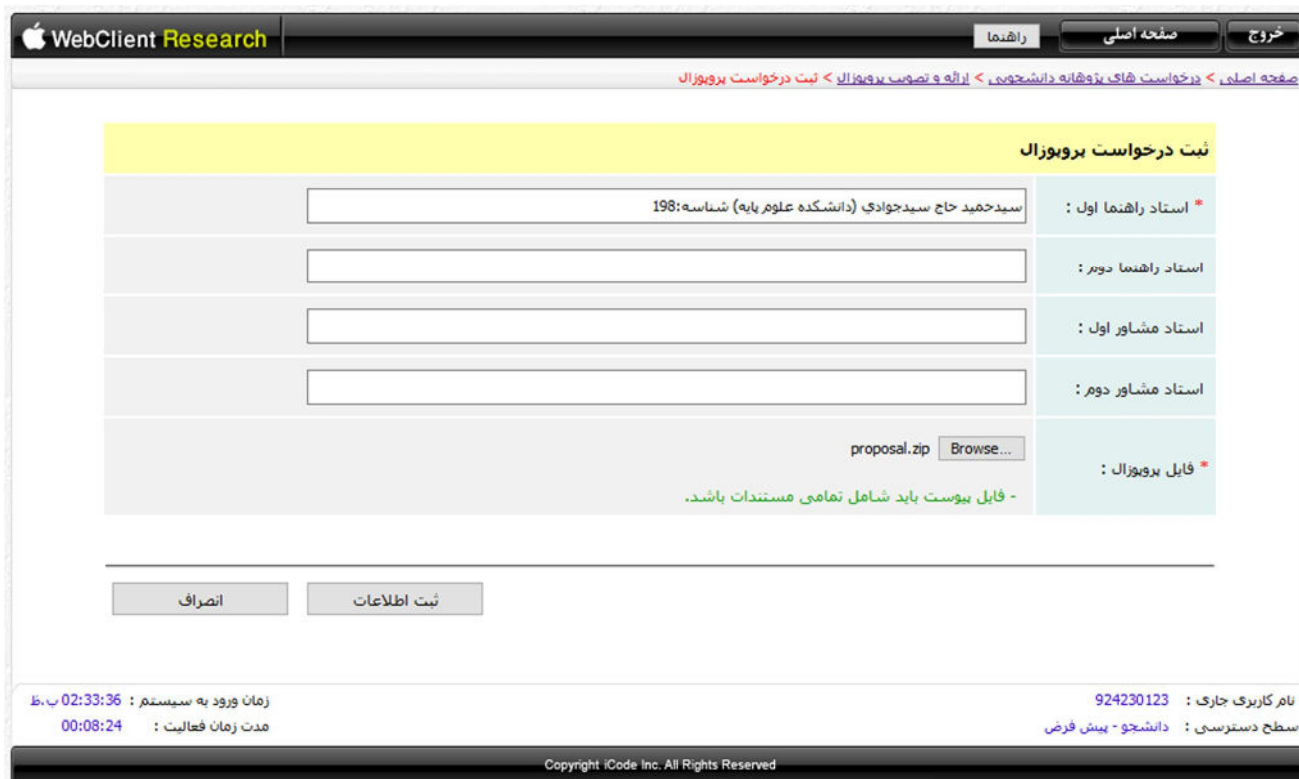 WebClient Research
خروج
صفحه اصلی
راهنما
صفحه اصلی > درخواست های پژوهانه دانشجویی > ارائه و تصویب پروپوزال > ثبت درخواست پروپوزال
ثبت درخواست پروپوزال
* استاد راهنما اول :
سیدحمید حاج سیدجوادي (دانشکده علوم پایه) شناسه:198
استاد راهنما دوم :
استاد مشاور اول :
استاد مشاور دوم :
* فایل پروپوزال :
Browse... proposal.zip
- فایل پیوست باید شامل تمامی مستندات باشد.
ثبت اطلاعات
انصراف
نام کاربری جاری : 924230123
زمان ورود به سیستم : 02:33:36 ب.ظ
سطح دسترسی : دانشجو - پیش فرض
مدت زمان فعالیت : 00:08:24
Copyright iCode Inc. All Rights Reserved